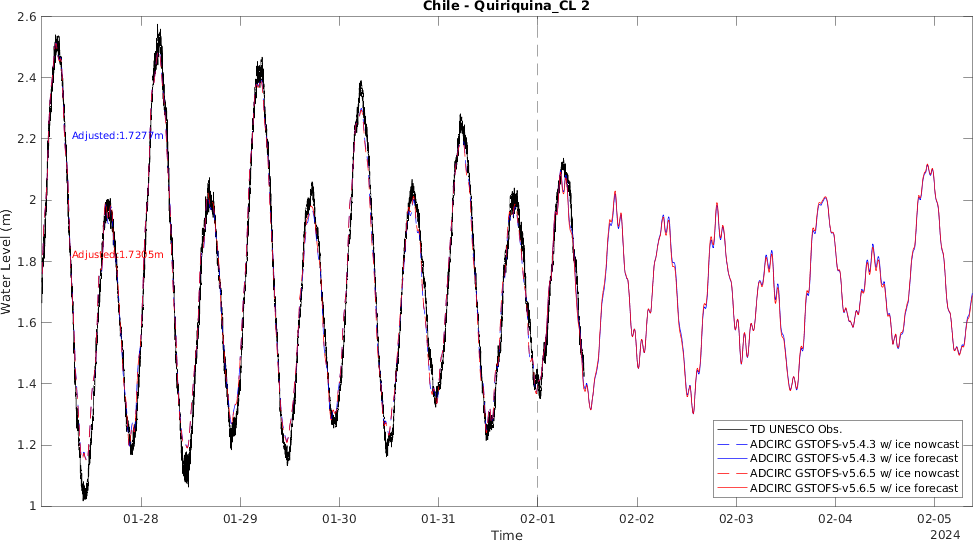 Chile - Quiriquina_CL 2
2.6
2.4
2.2
2
1.8
1.6
1.4
1.2
1
Water Level (m)
Adjusted:1.7277m
Adjusted:1.7305m
TD UNESCO Obs.
ADCIRC GSTOFS-v5.4.3 w/ ice nowcast
ADCIRC GSTOFS-v5.4.3 w/ ice forecast
ADCIRC GSTOFS-v5.6.5 w/ ice nowcast
ADCIRC GSTOFS-v5.6.5 w/ ice forecast
01-28 01-29 01-30 01-31 02-01 02-02 02-03 02-04 02-05
Time 2024